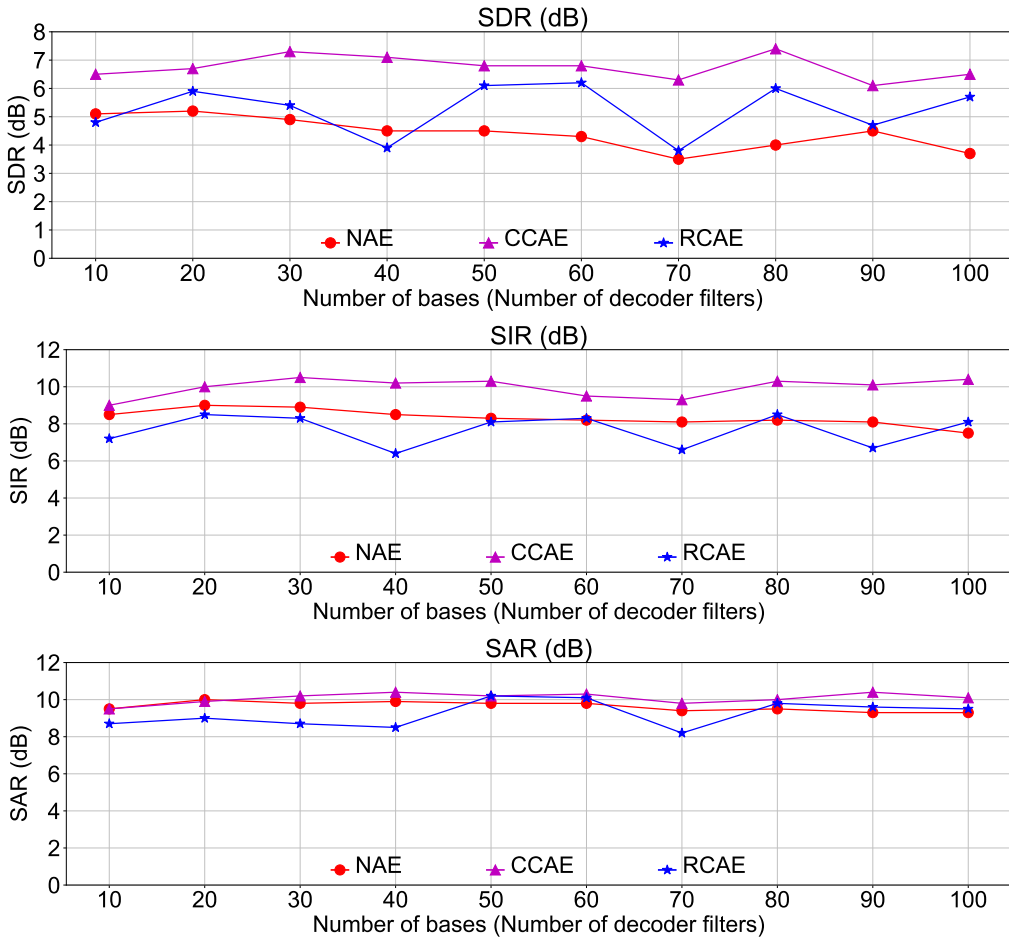 SDR (dB)
8
7
6
5
4
3
2
1
0
SDR (dB)
NAE CCAE RCAE
10 20 30 40 50 60 70 80 90 100
Number of bases (Number of decoder filters)
SIR (dB)
12
10
8
6
4
2
0
SIR (dB)
NAE CCAE RCAE
10 20 30 40 50 60 70 80 90 100
Number of bases (Number of decoder filters)
SAR (dB)
12
10
8
6
4
2
0
SAR (dB)
NAE CCAE RCAE
10 20 30 40 50 60 70 80 90 100
Number of bases (Number of decoder filters)